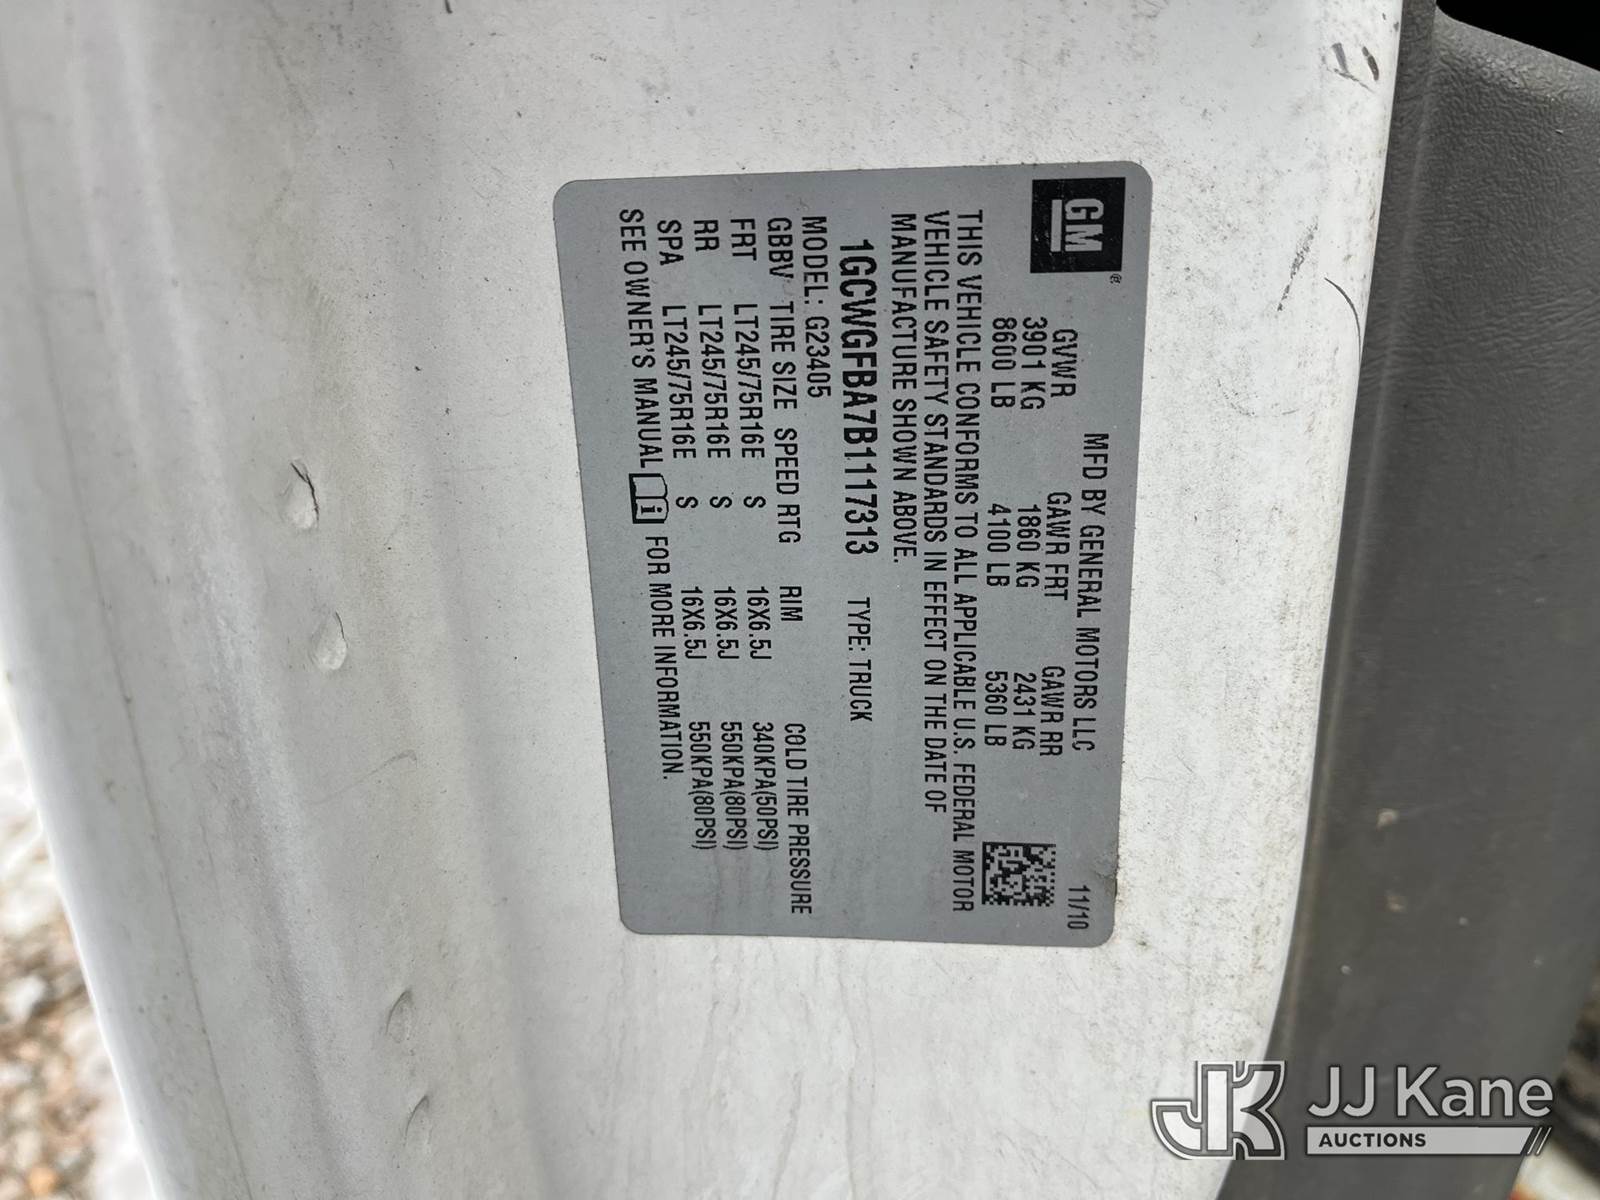 GM®
MFD BY GENERAL MOTORS LLC 11/10
GVWR GAWR FRT GAWR RR
3901 KG 1860 KG 2431 KG
8600 LB 4100 LB 5360 LB
THIS VEHICLE CONFORMS TO ALL APPLICABLE U.S. FEDERAL MOTOR
VEHICLE SAFETY STANDARDS IN EFFECT ON THE DATE OF
MANUFACTURE SHOWN ABOVE.
1GCWGFBA7B1117313 TYPE: TRUCK
MODEL: G23405
GBBV TIRE SIZE SPEED RTG RIM COLD TIRE PRESSURE
FRT LT245/75R16E S 16X6.5J 340KPA(50PSI)
RR LT245/75R16E S 16X6.5J 550KPA(80PSI)
SPA LT245/75R16E S 16X6.5J 550KPA(80PSI)
SEE OWNER'S MANUAL i FOR MORE INFORMATION.
JK JJ Kane
AUCTIONS